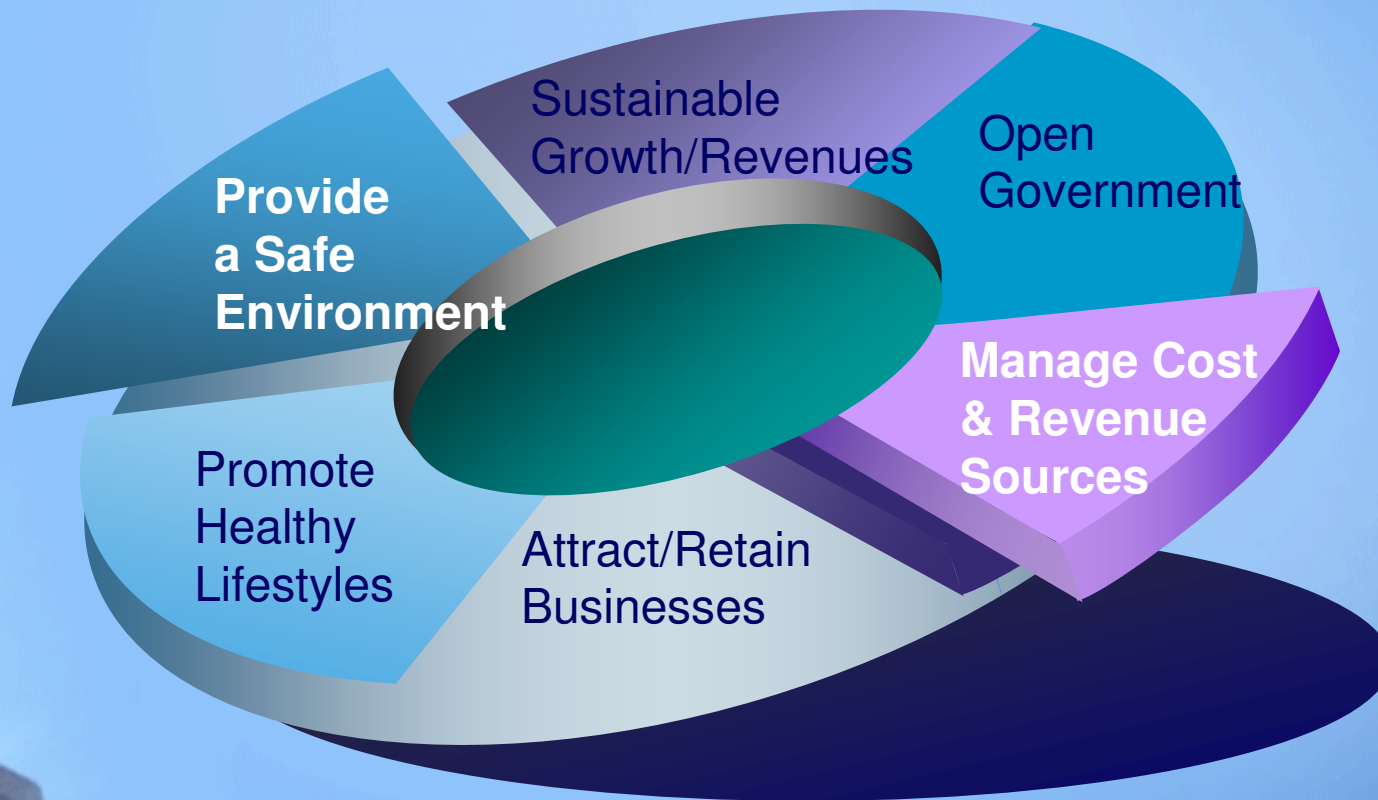 Sustainable
Growth/Revenues
Open
Government
Provide
a Safe
Environment
Manage Cost
& Revenue
Sources
Promote
Healthy
Lifestyles
Attract/Retain
Businesses